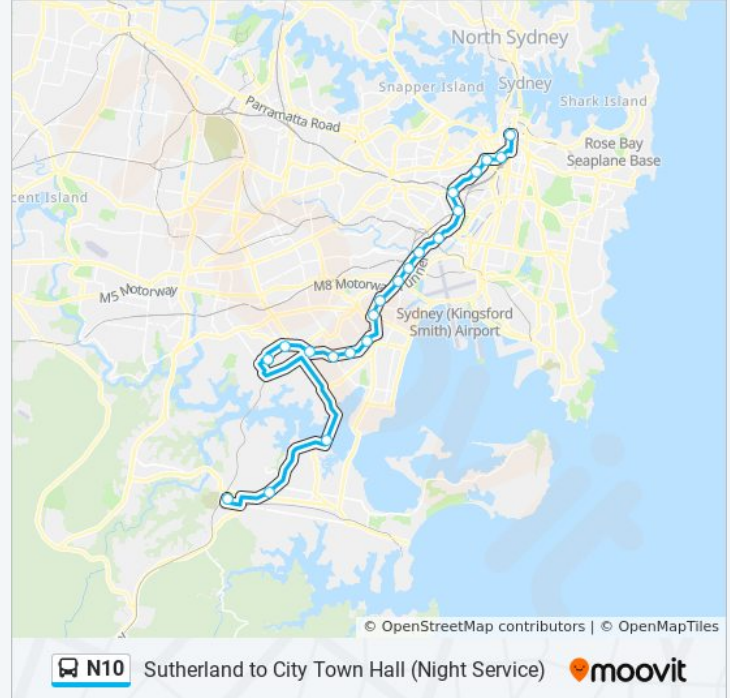 North Sydney
Snapper Island
Sydney
Shark Island
Parramatta Road
Rose Bay
Seaplane Base
cent Island
M5 Motorway
M8 Motorwa
Tunnel
Sydney (Kingsford
Smith) Airport
© OpenStreetMap contributors | © OpenMapTiles
N10 Sutherland to City Town Hall (Night Service) moovit